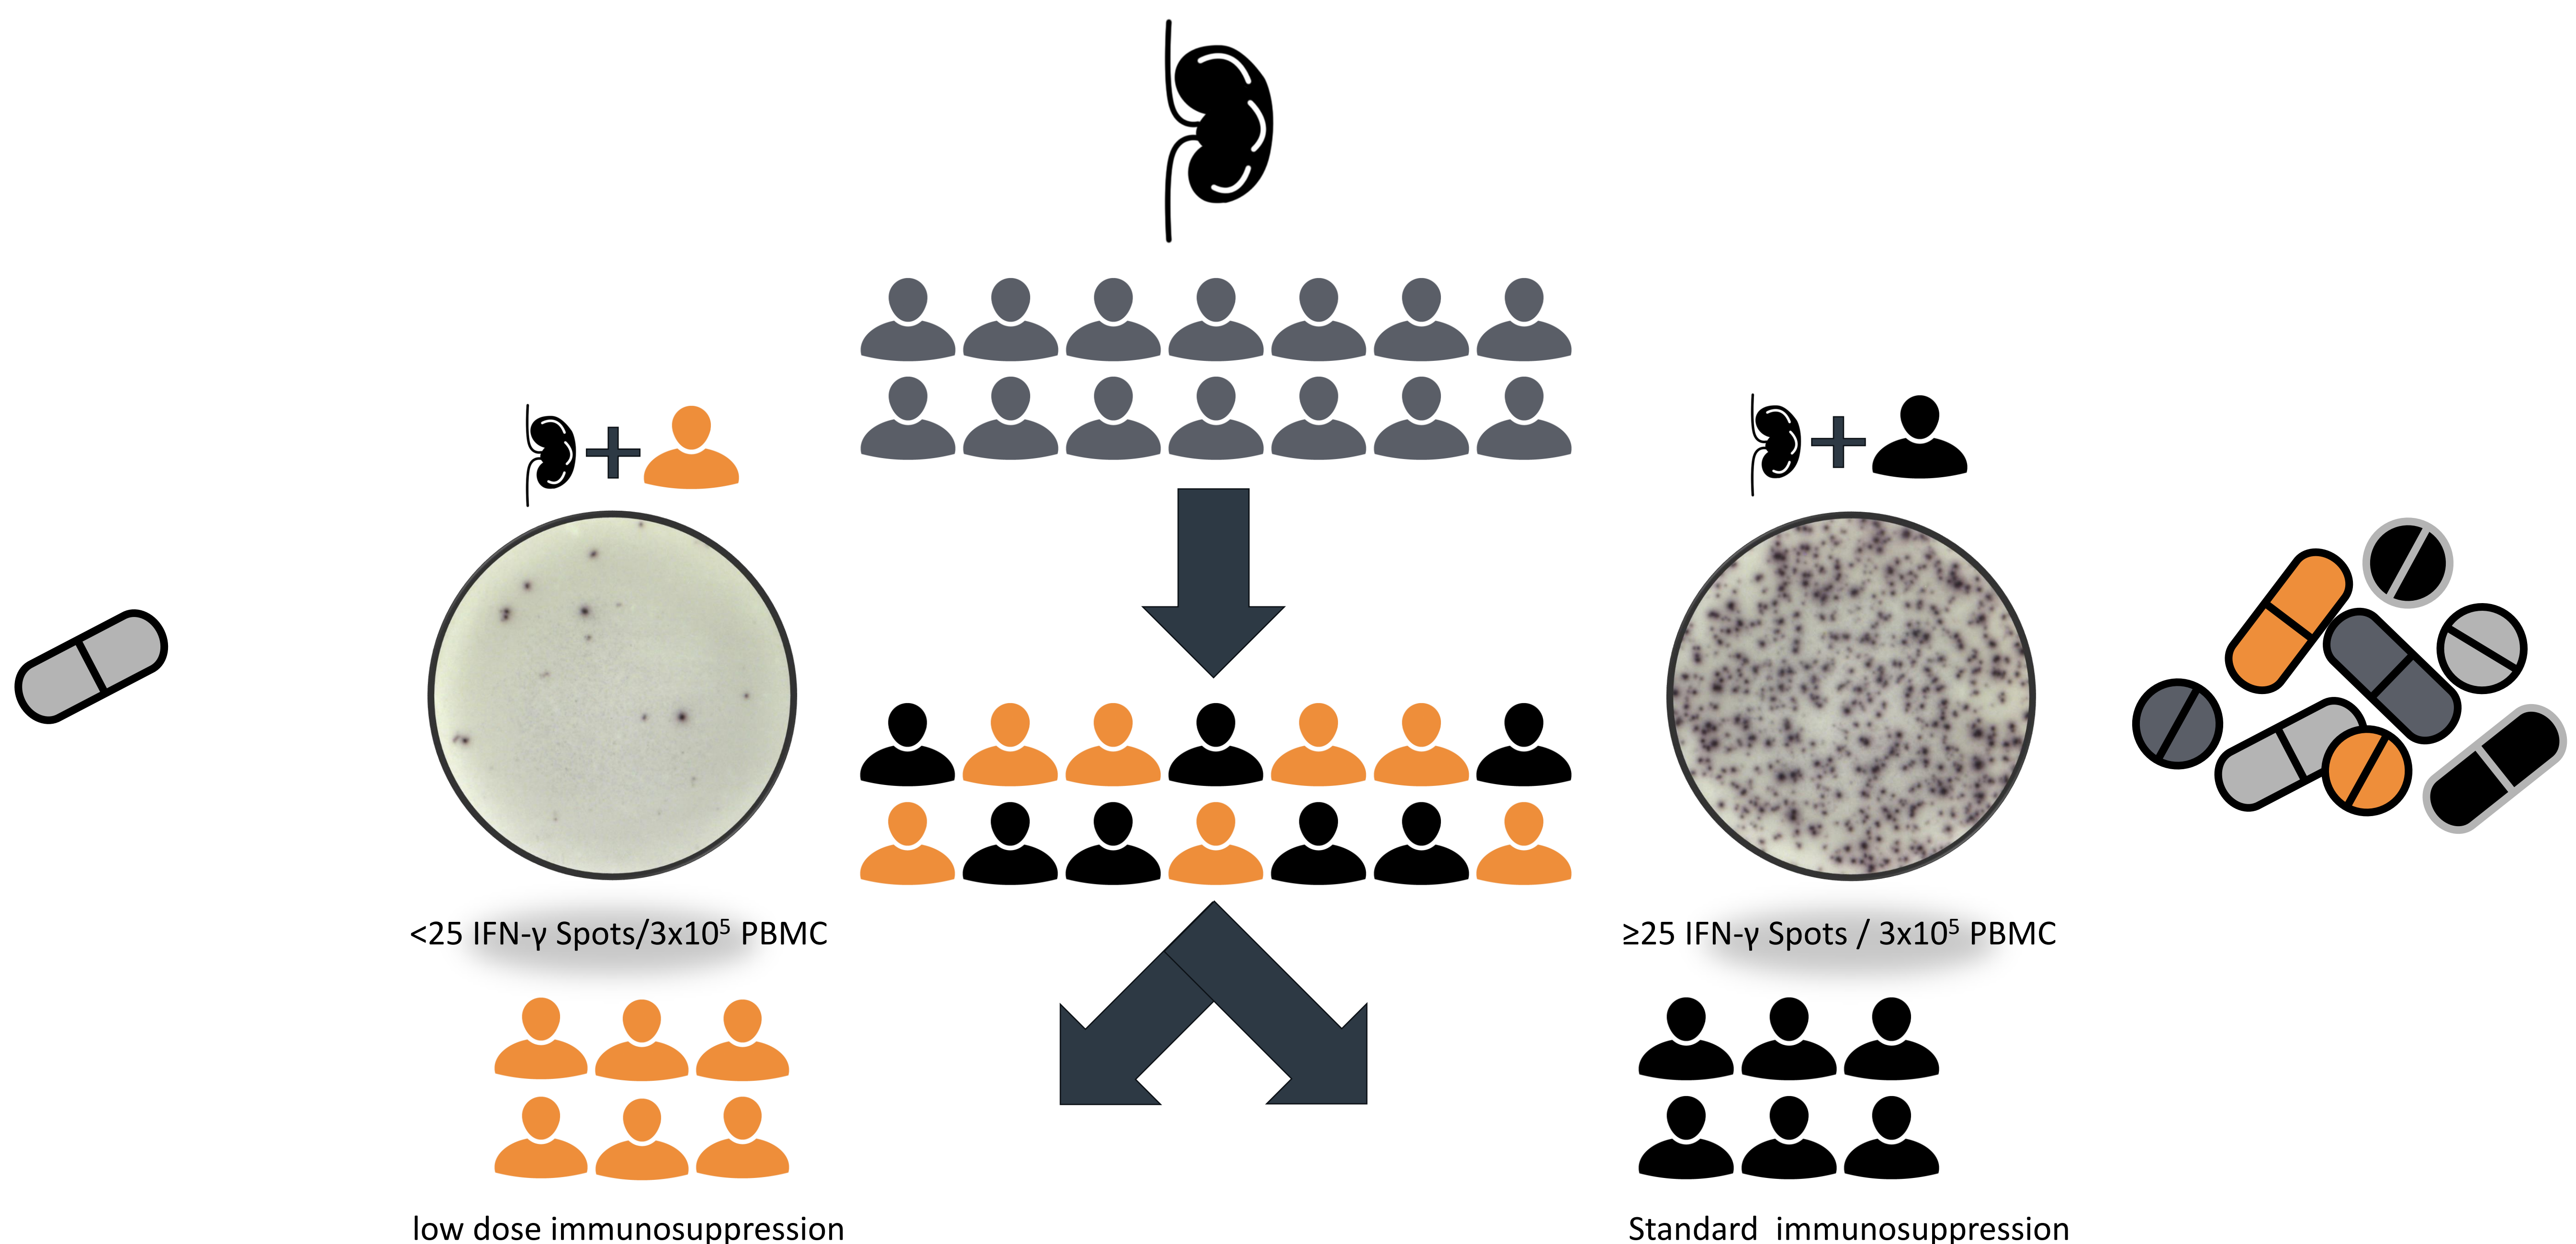 <25 IFN-γ Spots/3x10⁵ PBMC
≥25 IFN-γ Spots / 3x10⁵ PBMC
low dose immunosuppression
Standard  immunosuppression